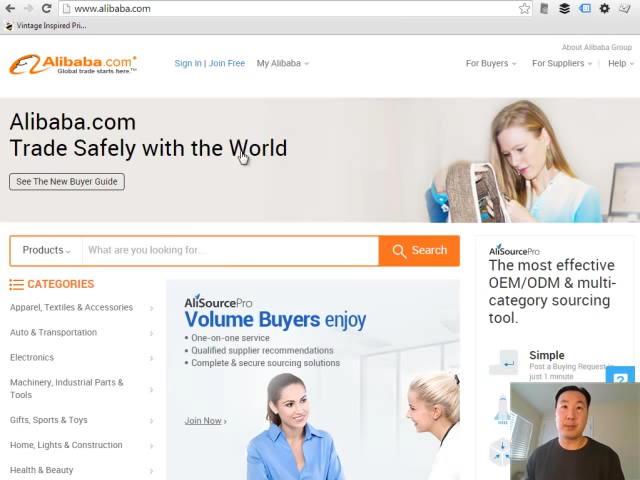 www.alibaba.com
Vintage Inspired Pri...
About Alibaba Group
Alibaba.com
Global trade starts here.™
Sign In | Join Free
My Alibaba
For Buyers
For Suppliers
Help
Alibaba.com
Trade Safely with the World
See The New Buyer Guide
Products
What are you looking for...
Search
CATEGORIES
Apparel, Textiles & Accessories
Auto & Transportation
Electronics
Machinery, Industrial Parts &
Tools
Gifts, Sports & Toys
Home, Lights & Construction
Health & Beauty
AliSourcePro
Volume Buyers enjoy
• One-on-one service
• Qualified supplier recommendations
• Complete & secure sourcing solutions
Join Now
AliSourcePro
The most effective
OEM/ODM & multi-
category sourcing
tool.
Simple
Post a Buying Request in
just 1 minute
?